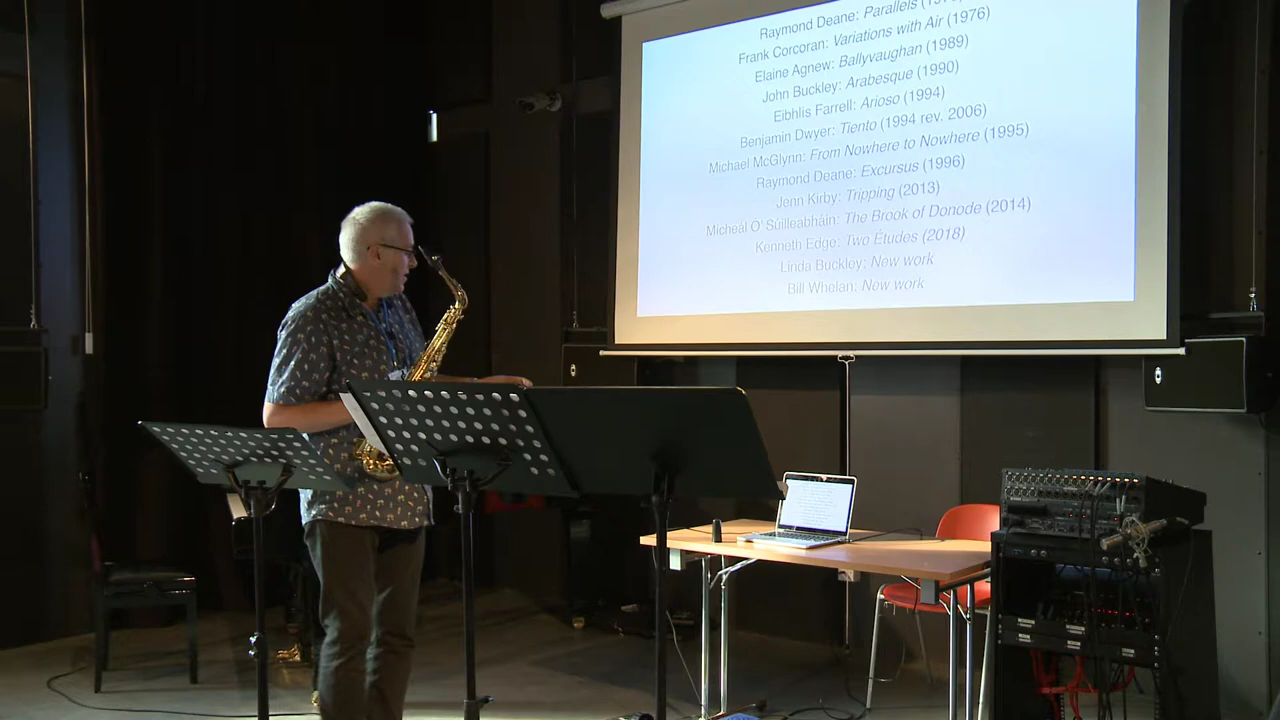 Raymond Deane: Parallels
Frank Corcoran: Variations with Air (1976)
Elaine Agnew: Ballyvaughan (1989)
John Buckley: Arabesque (1990)
Eibhlis Farrell: Arioso (1994)
Benjamin Dwyer: Tiento (1994 rev. 2006)
Michael McGlynn: From Nowhere to Nowhere (1995)
Raymond Deane: Excursus (1996)
Jenn Kirby: Tripping (2013)
Micheál Ó' Súilleabháin: The Brook of Donode (2014)
Kenneth Edge: Two Études (2018)
Linda Buckley: New work
Bill Whelan: New work